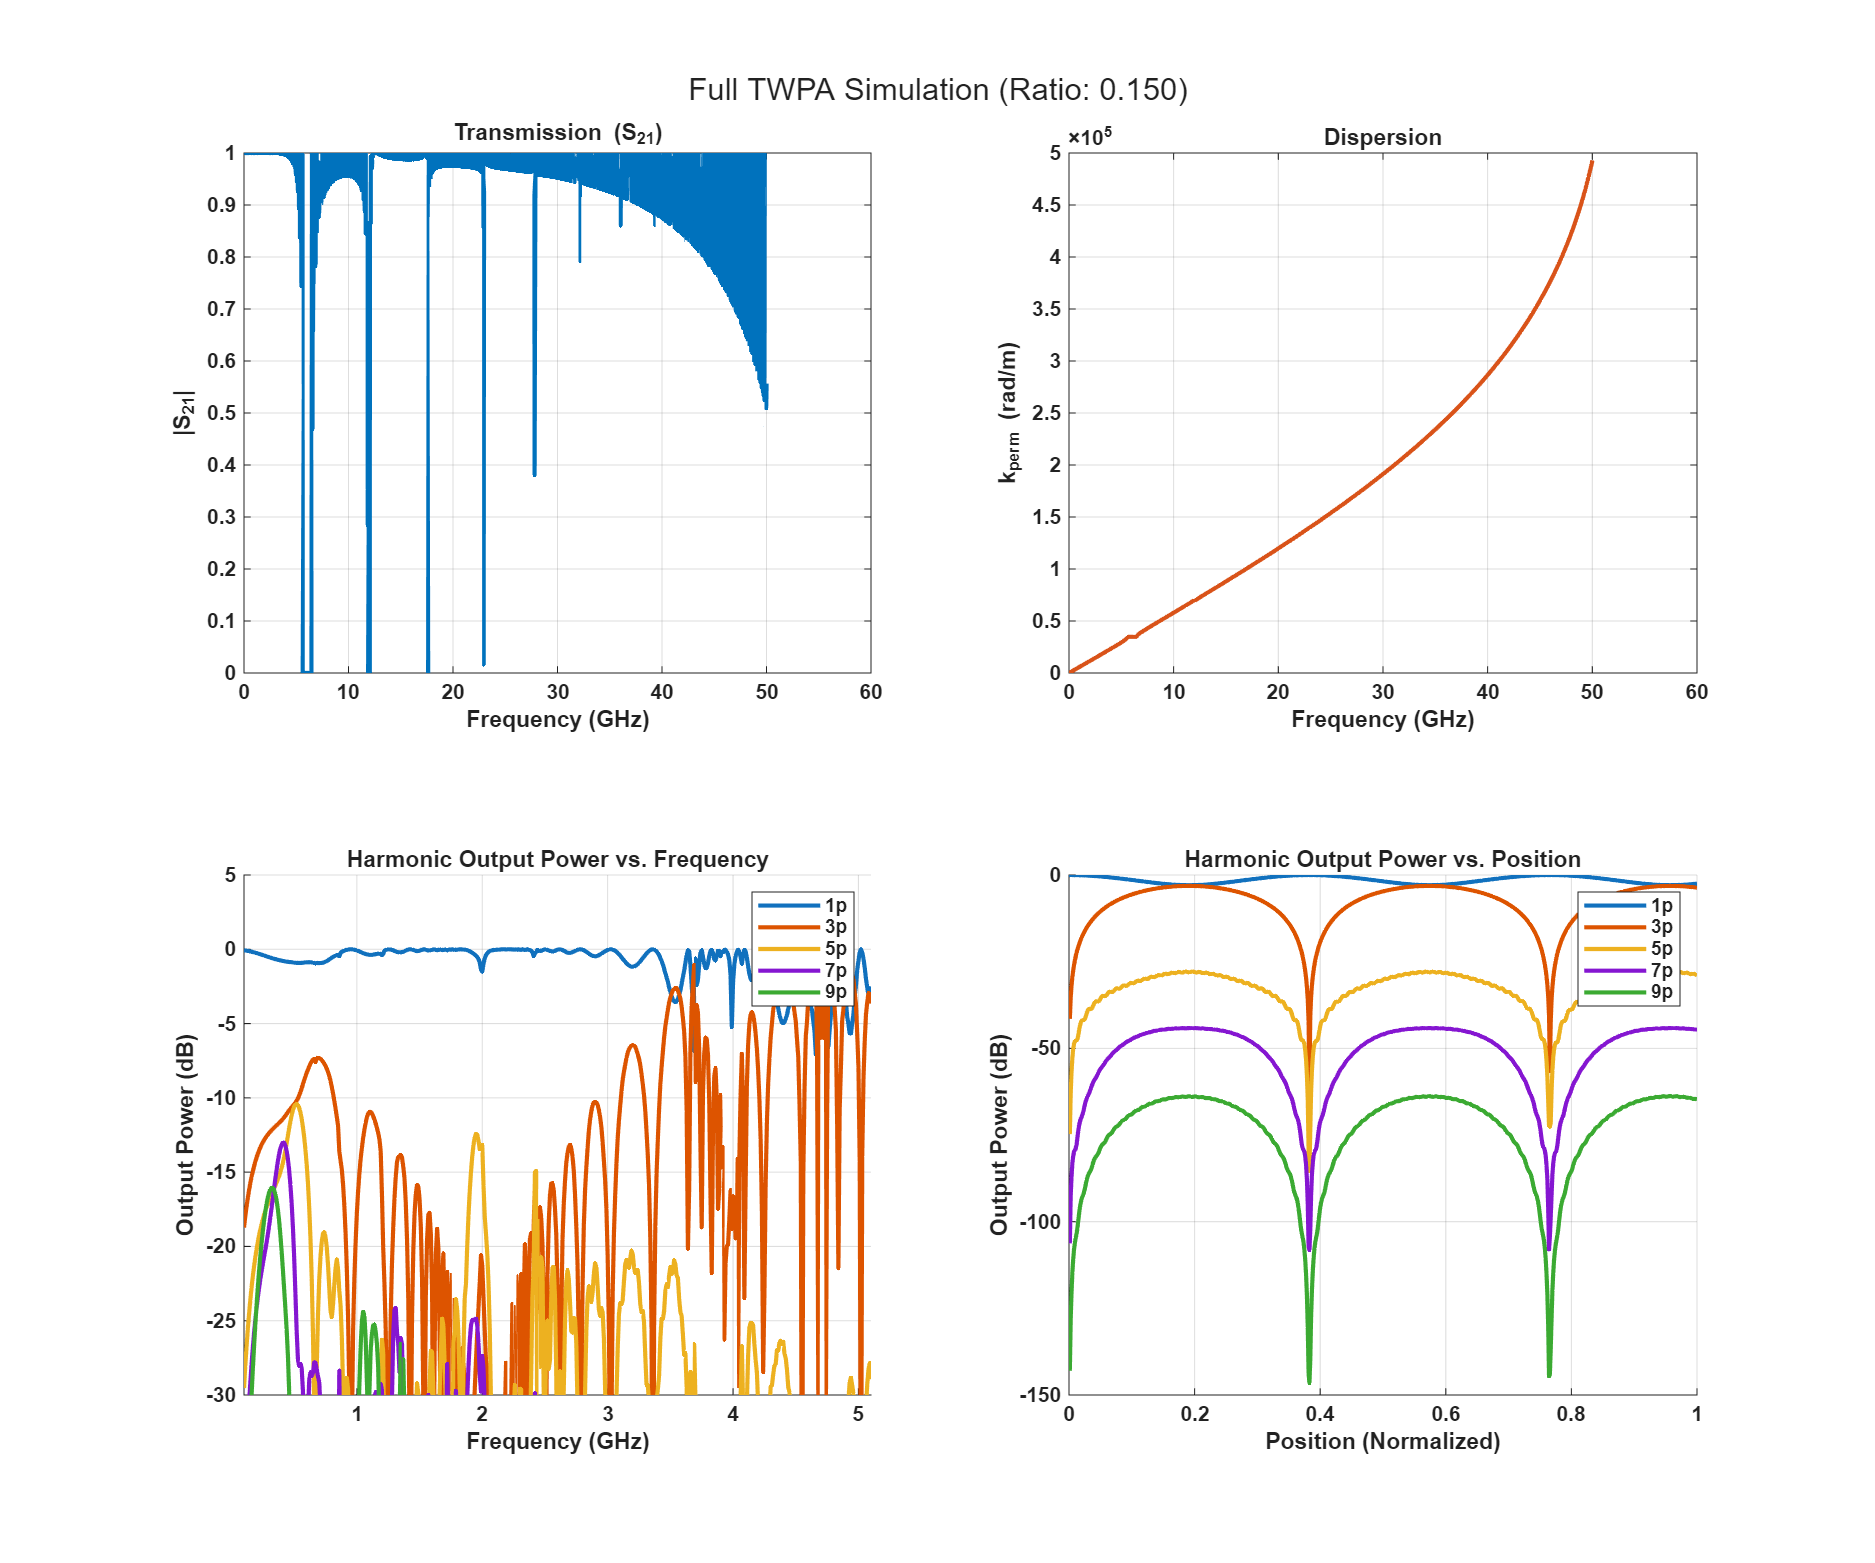 Full TWPA Simulation (Ratio: 0.150)
Transmission (S21)
1
0.9
0.8
0.7
0.6
0.5
0.4
0.3
0.2
0.1
0
|S21|
0 10 20 30 40 50 60
Frequency (GHz)
×10^5
Dispersion
5
4.5
4
3.5
3
2.5
2
1.5
1
0.5
0
kperm (rad/m)
0 10 20 30 40 50 60
Frequency (GHz)
Harmonic Output Power vs. Frequency
5
0
-5
-10
-15
-20
-25
-30
Output Power (dB)
1p
3p
5p
7p
9p
1 2 3 4 5
Frequency (GHz)
Harmonic Output Power vs. Position
0
-50
-100
-150
Output Power (dB)
1p
3p
5p
7p
9p
0 0.2 0.4 0.6 0.8 1
Position (Normalized)